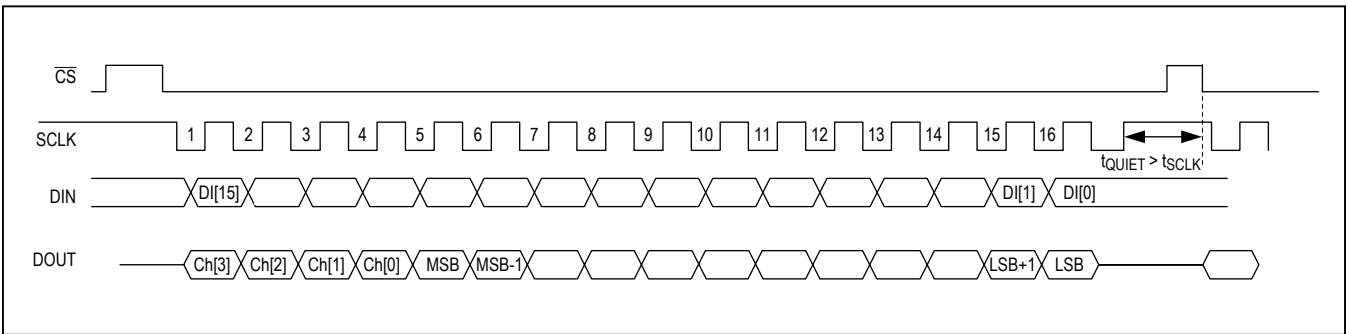 CS
SCLK 1 2 3 4 5 6 7 8 9 10 11 12 13 14 15 16
tQUIET > tSCLK
DIN DI[15] DI[1] DI[0]
DOUT Ch[3] Ch[2] Ch[1] Ch[0] MSB MSB-1 LSB+1 LSB